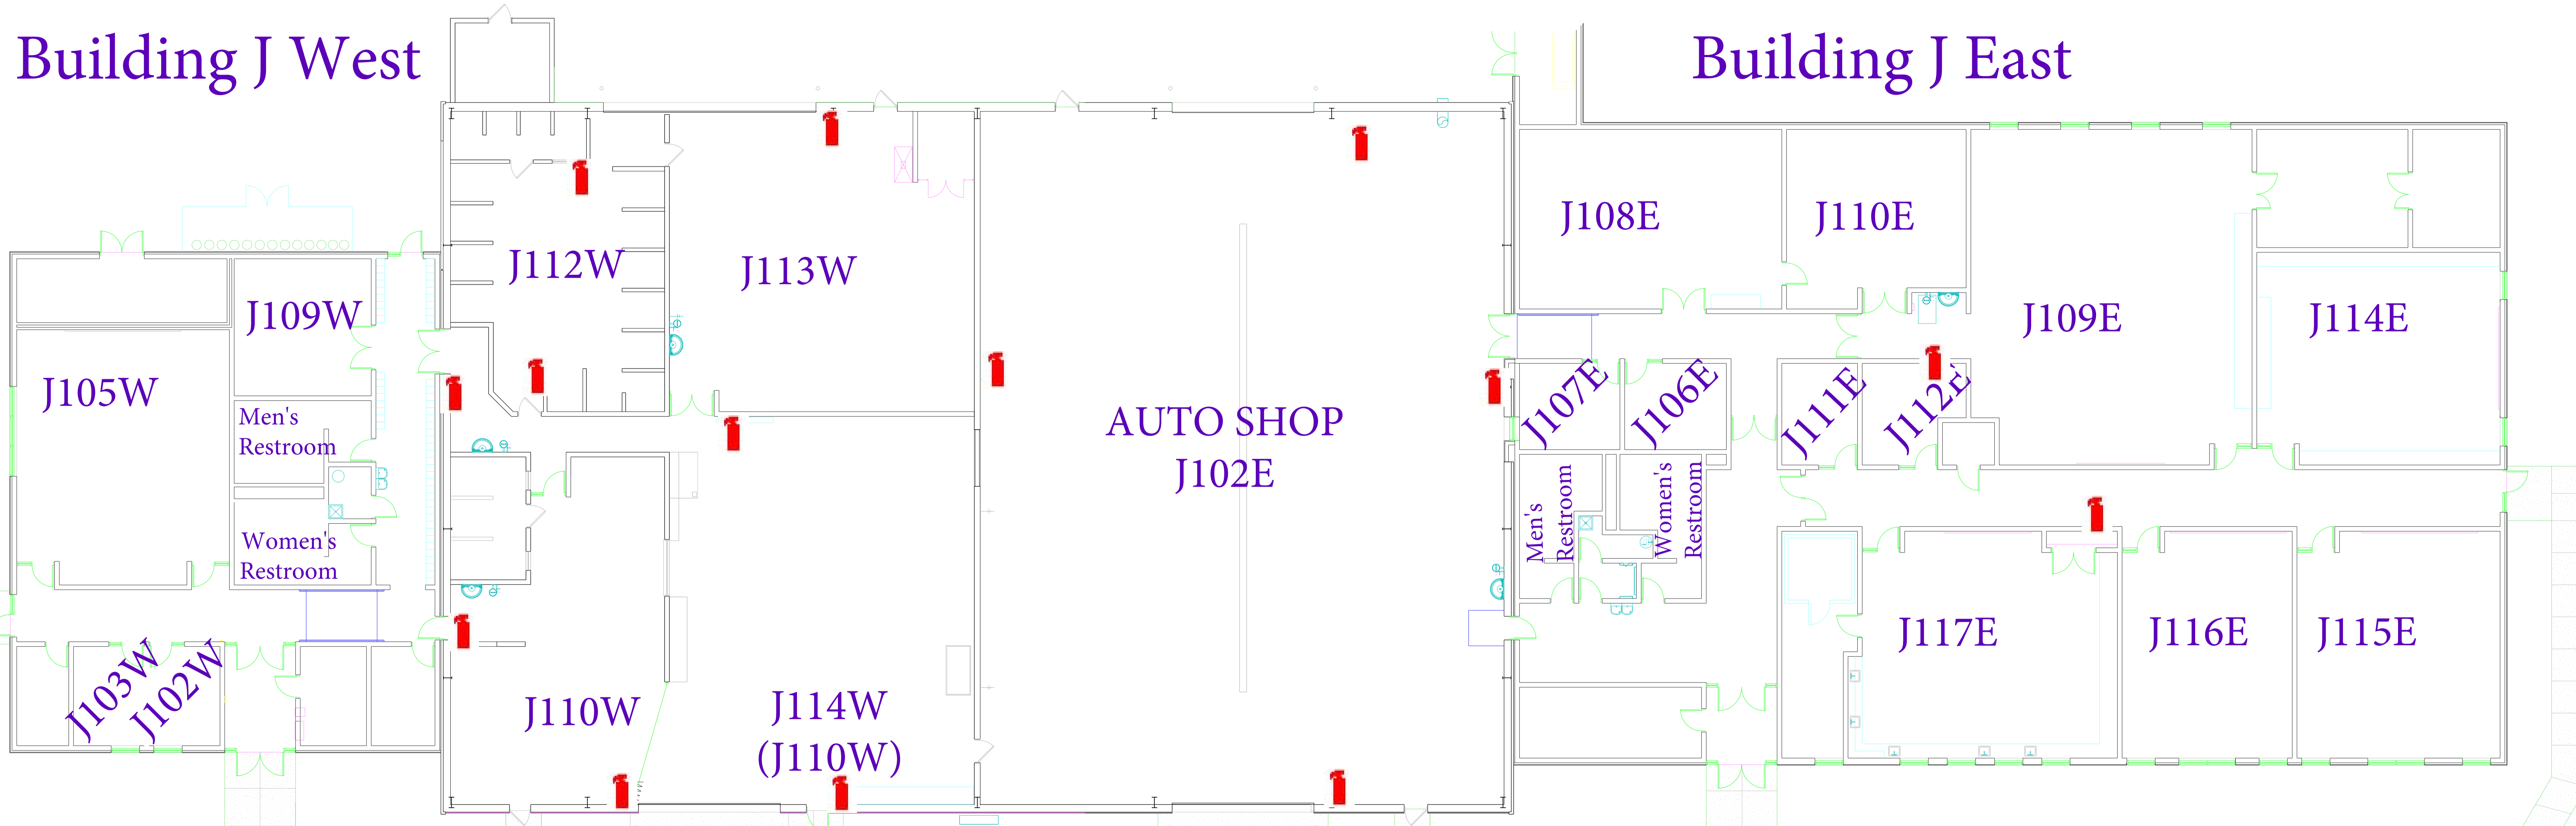 Building J West
Building J East
J108E
J110E
J112W
J113W
J109W
J109E
J114E
J105W
J107E
J106E
J111E
J112E
Men's
Restroom
AUTO SHOP
J102E
Men's
Restroom
Women's
Restroom
Women's
Restroom
J103W
J102W
J110W
J114W
(J110W)
J117E
J116E
J115E